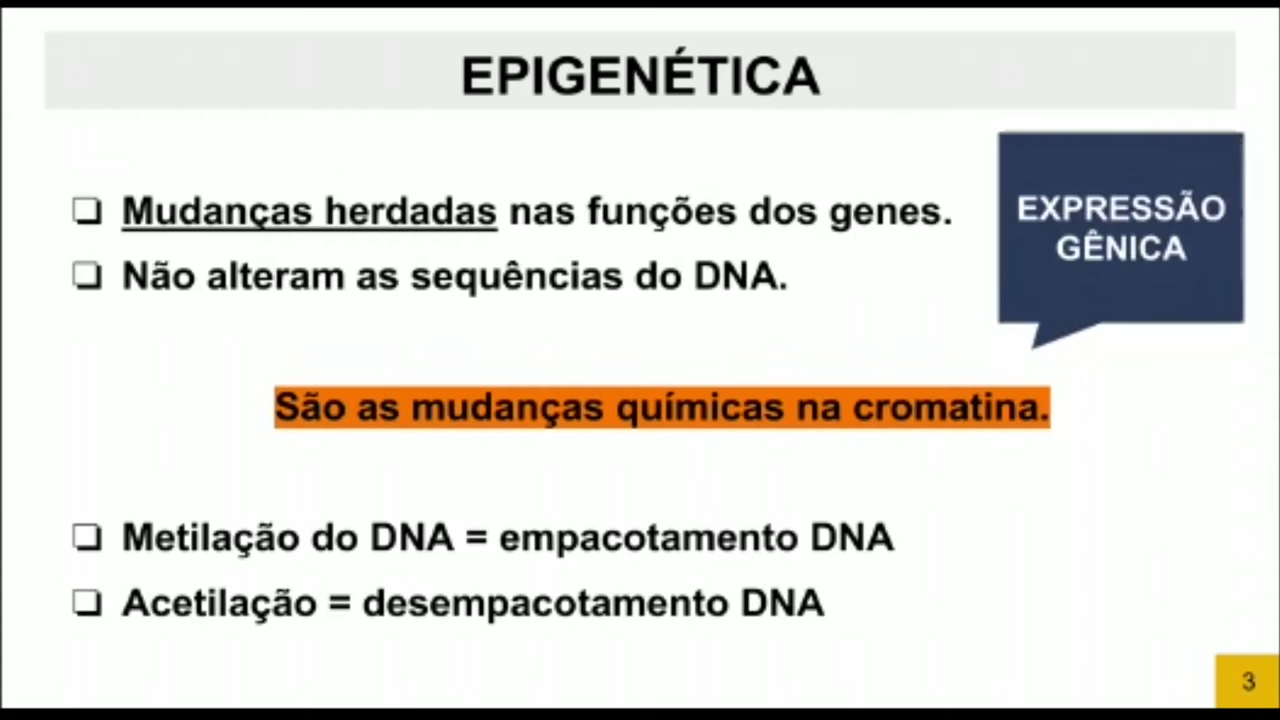 EPIGENÉTICA
EXPRESSÃO
GÊNICA
Mudanças herdadas nas funções dos genes.
Não alteram as sequências do DNA.
São as mudanças químicas na cromatina.
Metilação do DNA = empacotamento DNA
Acetilação = desempacotamento DNA
3